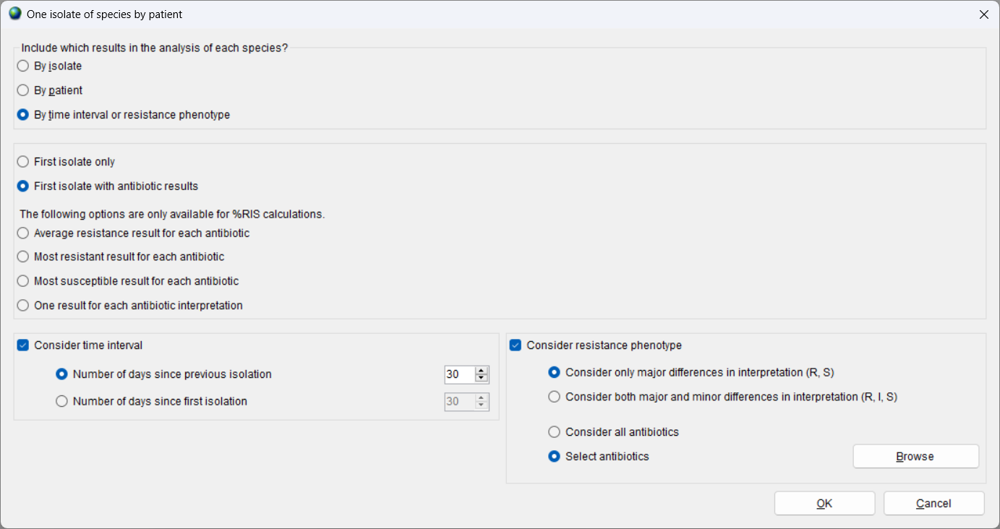 One isolate of species by patient
Include which results in the analysis of each species?
By isolate
By patient
By time interval or resistance phenotype
First isolate only
First isolate with antibiotic results
The following options are only available for %RIS calculations.
Average resistance result for each antibiotic
Most resistant result for each antibiotic
Most susceptible result for each antibiotic
One result for each antibiotic interpretation
Consider time interval
Number of days since previous isolation 30
Number of days since first isolation 30
Consider resistance phenotype
Consider only major differences in interpretation (R, S)
Consider both major and minor differences in interpretation (R, I, S)
Consider all antibiotics
Select antibiotics Browse
OK Cancel